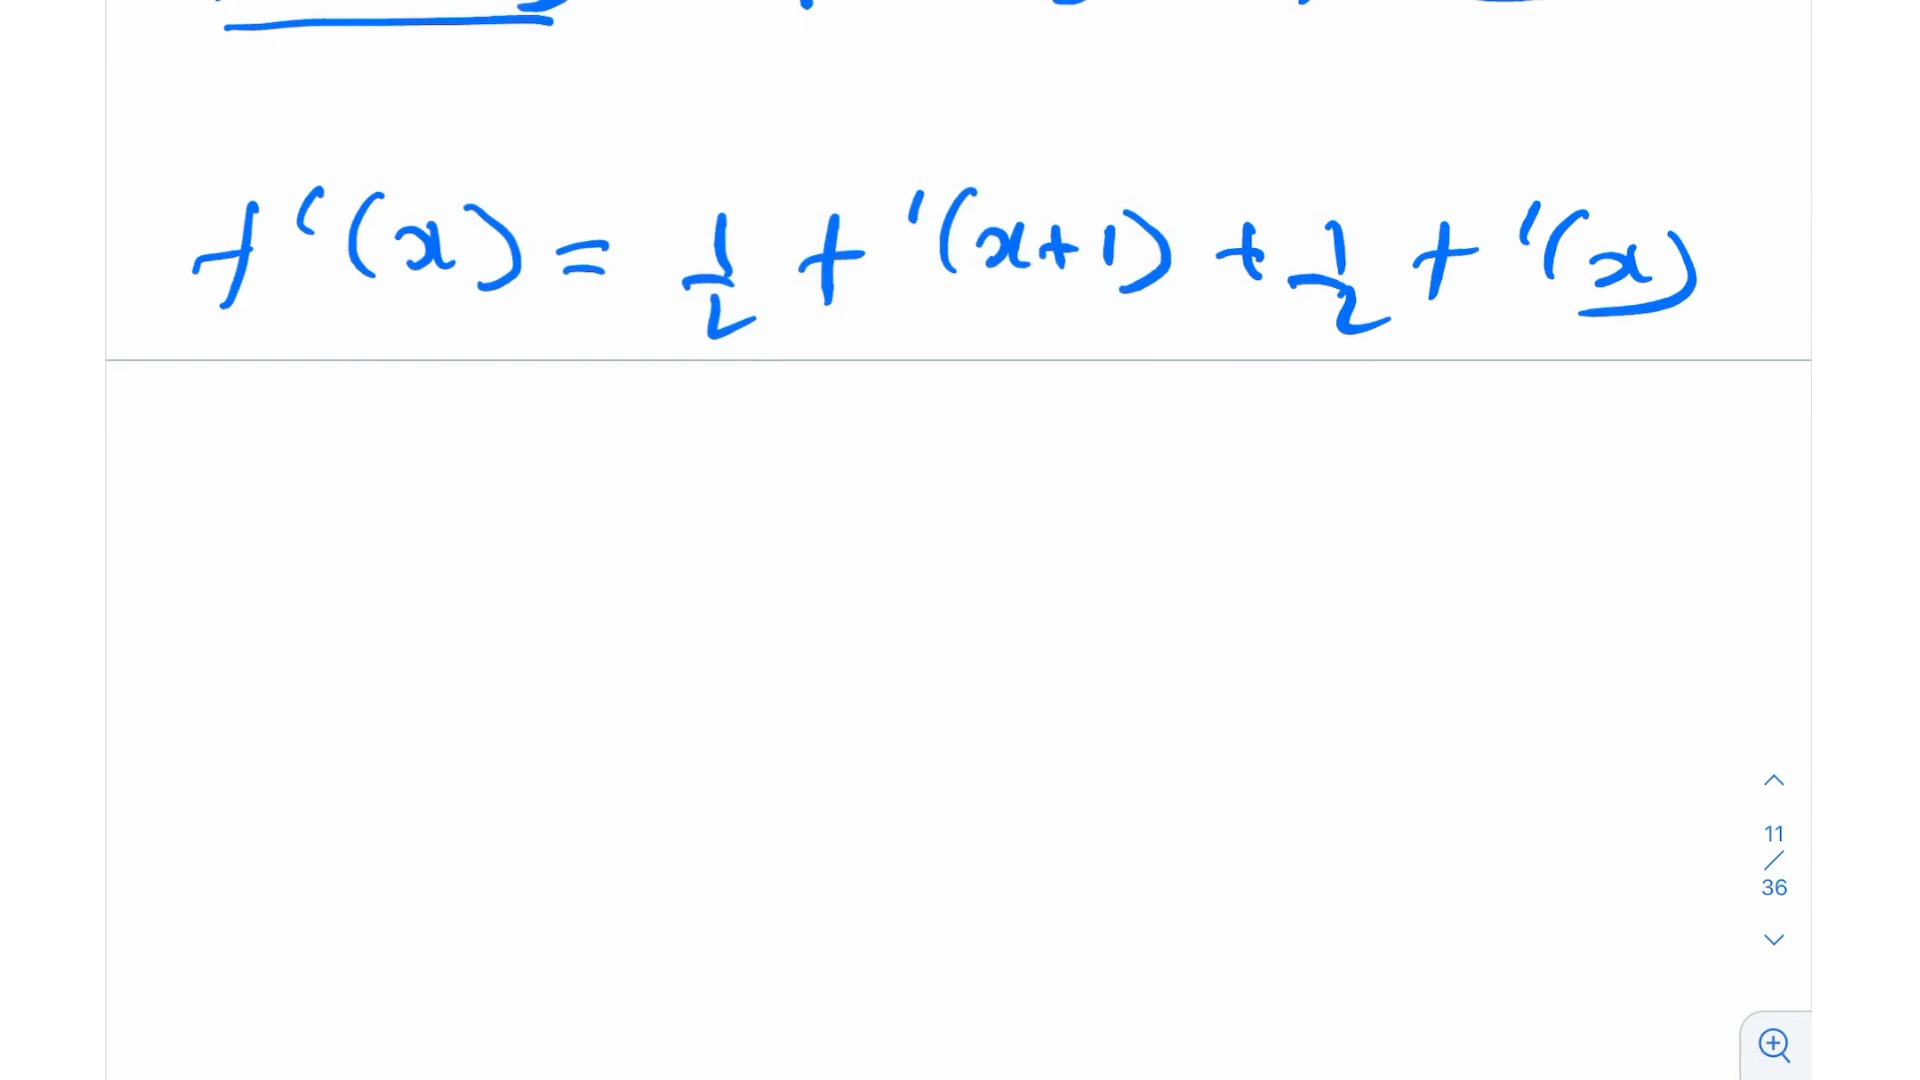 f'(x) = 1/2 f'(x+1) + 1/2 f'(x)
11
/
36